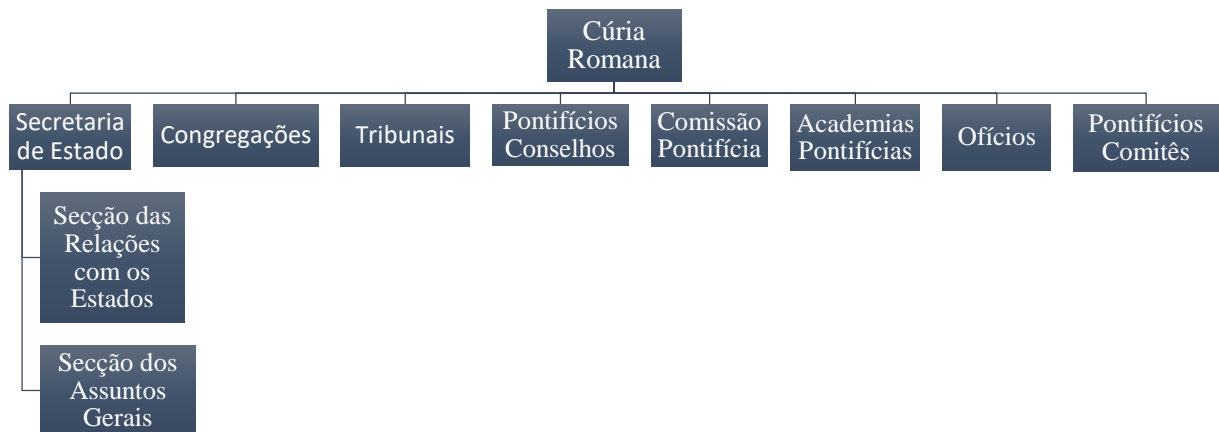 Cúria
Romana
Secretaria
de Estado
Congregações
Tribunais
Pontifícios
Conselhos
Comissão
Pontifícia
Academias
Pontifícias
Ofícios
Pontifícios
Comitês
Secção das
Relações
com os
Estados
Secção dos
Assuntos
Gerais